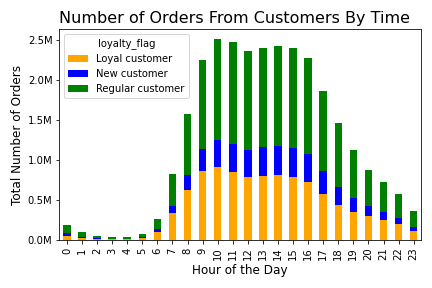 Number of Orders From Customers By Time
loyalty_flag
Loyal customer
New customer
Regular customer
2.5M
2.0M
1.5M
1.0M
0.5M
0.0M
Total Number of Orders
0 1 2 3 4 5 6 7 8 9 10 11 12 13 14 15 16 17 18 19 20 21 22 23
Hour of the Day